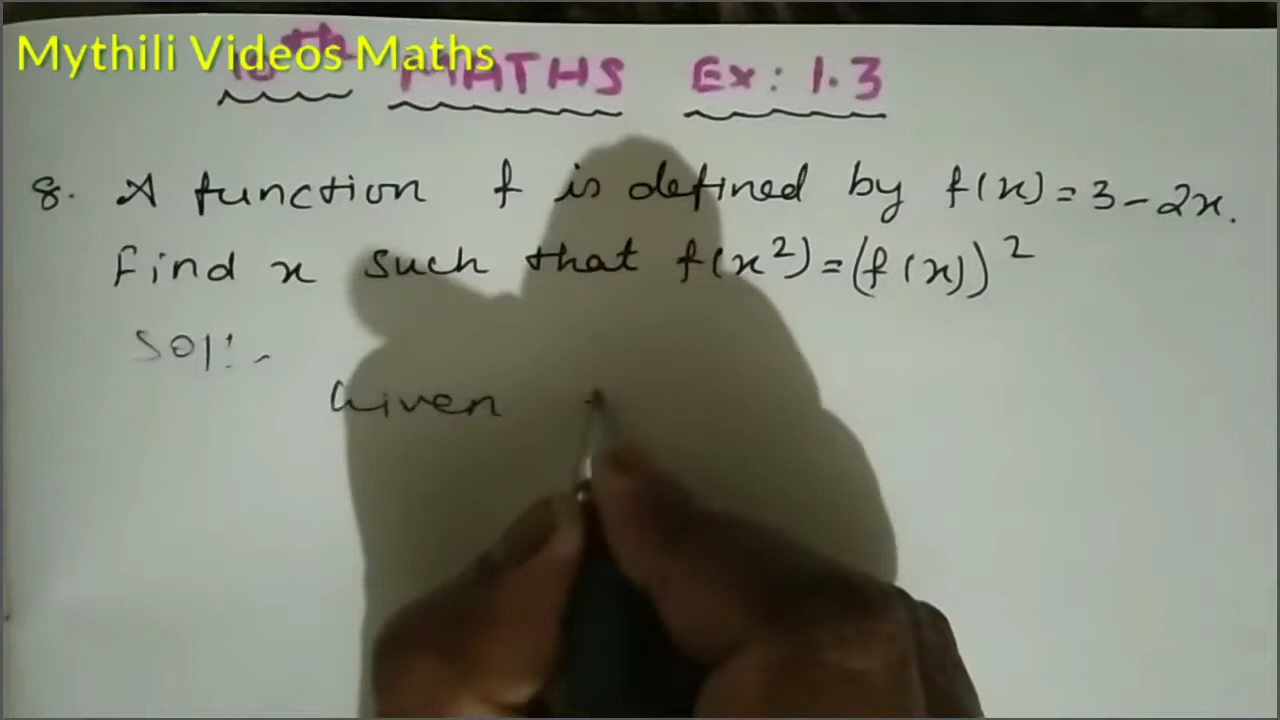 Mythili Videos Maths
10th MATHS Ex: 1.3
8. A function f is defined by f(x) = 3 - 2x.
Find x such that f(x²) = (f(x))²
Sol:-
Given